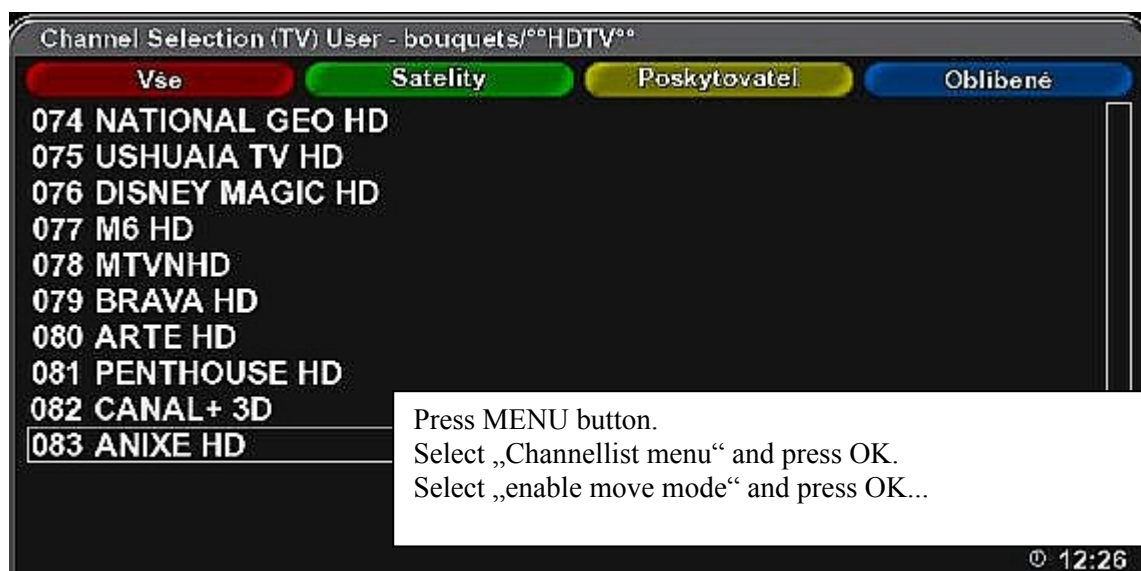 Channel Selection (TV) User - bouquets/°°HDTV°°
Vše Satelity Poskytovatel Oblíbené
074 NATIONAL GEO HD
075 USHUAIA TV HD
076 DISNEY MAGIC HD
077 M6 HD
078 MTVNHD
079 BRAVA HD
080 ARTE HD
081 PENTHOUSE HD
082 CANAL+ 3D
083 ANIXE HD
Press MENU button.
Select „Channellist menu“ and press OK.
Select „enable move mode“ and press OK...
12:26